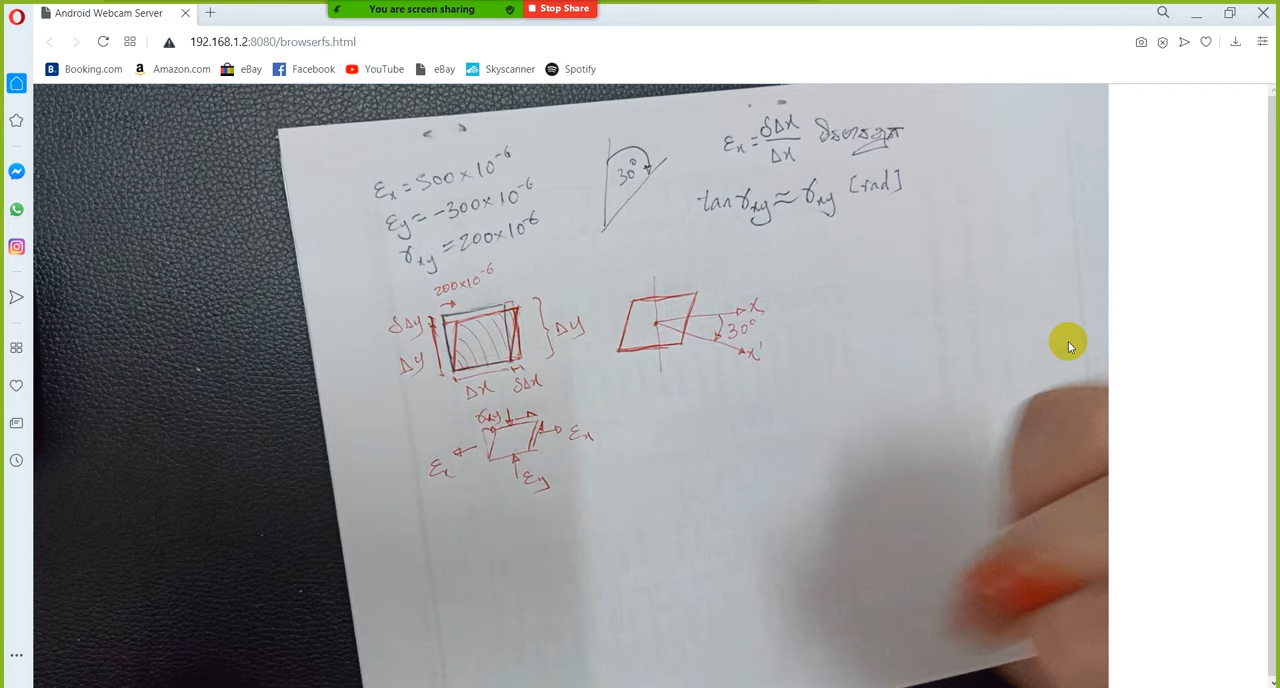 You are screen sharing
Stop Share
Android Webcam Server
192.168.1.2:8080/browserfs.html
Booking.com
Amazon.com
eBay
Facebook
YouTube
eBay
Skyscanner
Spotify
εx = 500×10⁻⁶
εy = -300×10⁻⁶
γxy = 200×10⁻⁶
30°
εx = δΔx/Δx
tan γxy ≈ γxy [rad]
200×10⁻⁶
δΔy
Δy
Δy
Δx
δΔx
x
30°
x'
γxy
εx
εx
εy